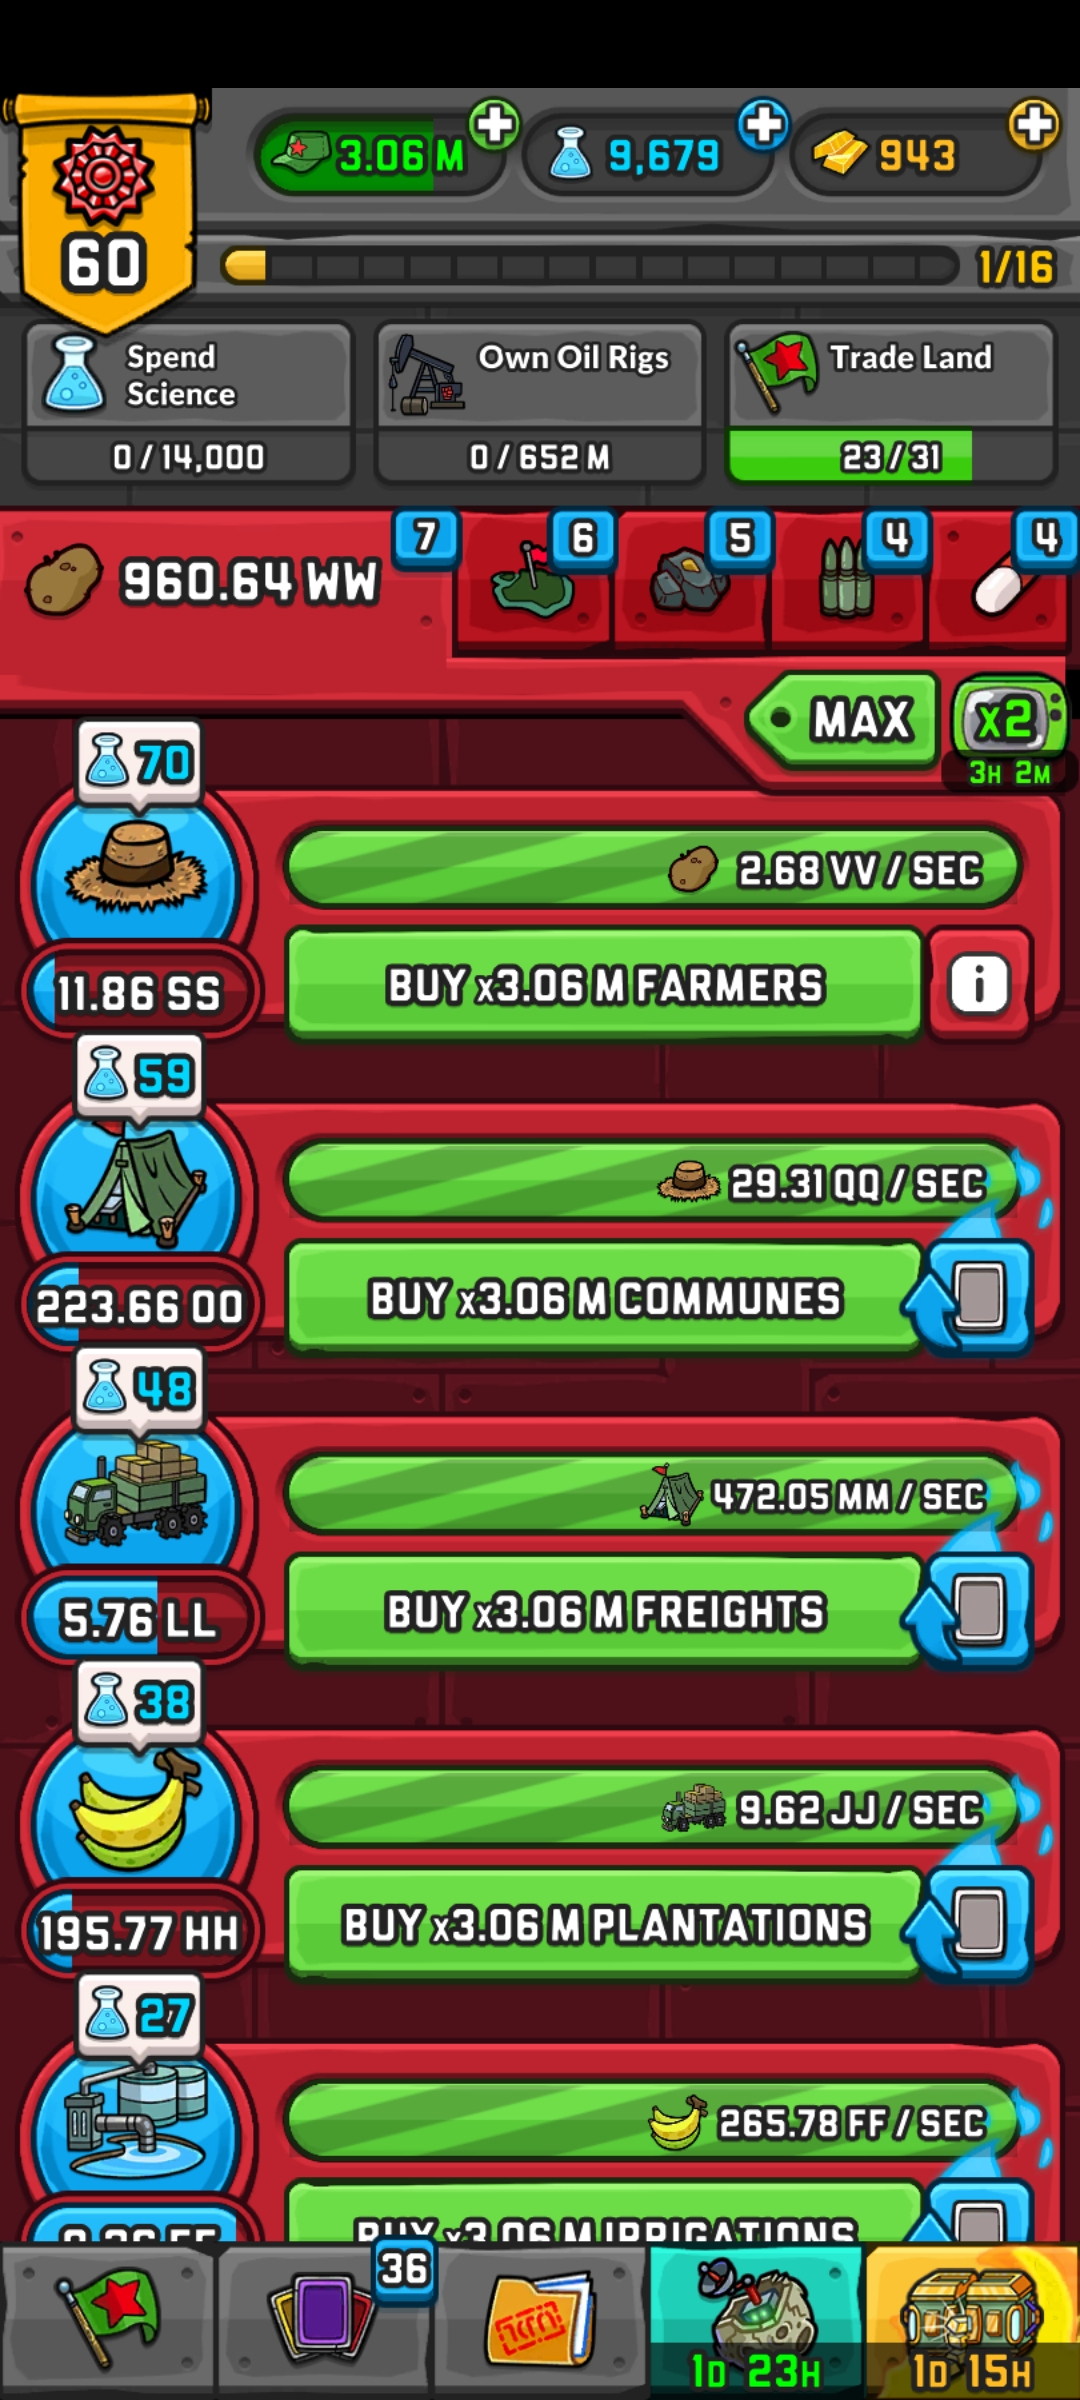 60
3.06 M
9,679
943
1/16
Spend
Science
0/14,000
Own Oil Rigs
0/652 M
Trade Land
23/31
960.64 WW
7
6
5
4
4
MAX
x2
3H 2M
70
2.68 VV / SEC
11.86 SS
BUY x3.06 M FARMERS
i
59
29.31 QQ / SEC
223.66 OO
BUY x3.06 M COMMUNES
48
472.05 MM / SEC
5.76 LL
BUY x3.06 M FREIGHTS
38
9.62 JJ / SEC
195.77 HH
BUY x3.06 M PLANTATIONS
27
265.78 FF / SEC
BUY x3.06 M IRRIGATIONS
36
1D 23H
1D 15H